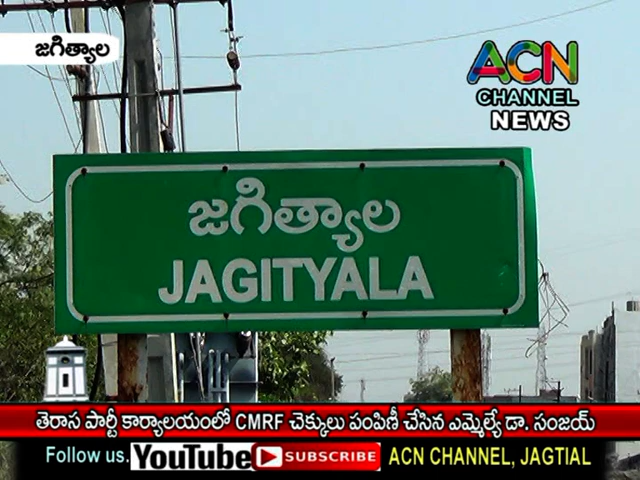 జగిత్యాల
ACN
CHANNEL
NEWS
జగిత్యాల
JAGITYALA
తెరాస పార్టీ కార్యాలయంలో CMRF చెక్కులు పంపిణీ చేసిన ఎమ్మెల్యే డా. సంజయ్
Follow us. YouTube SUBSCRIBE ACN CHANNEL, JAGTIAL